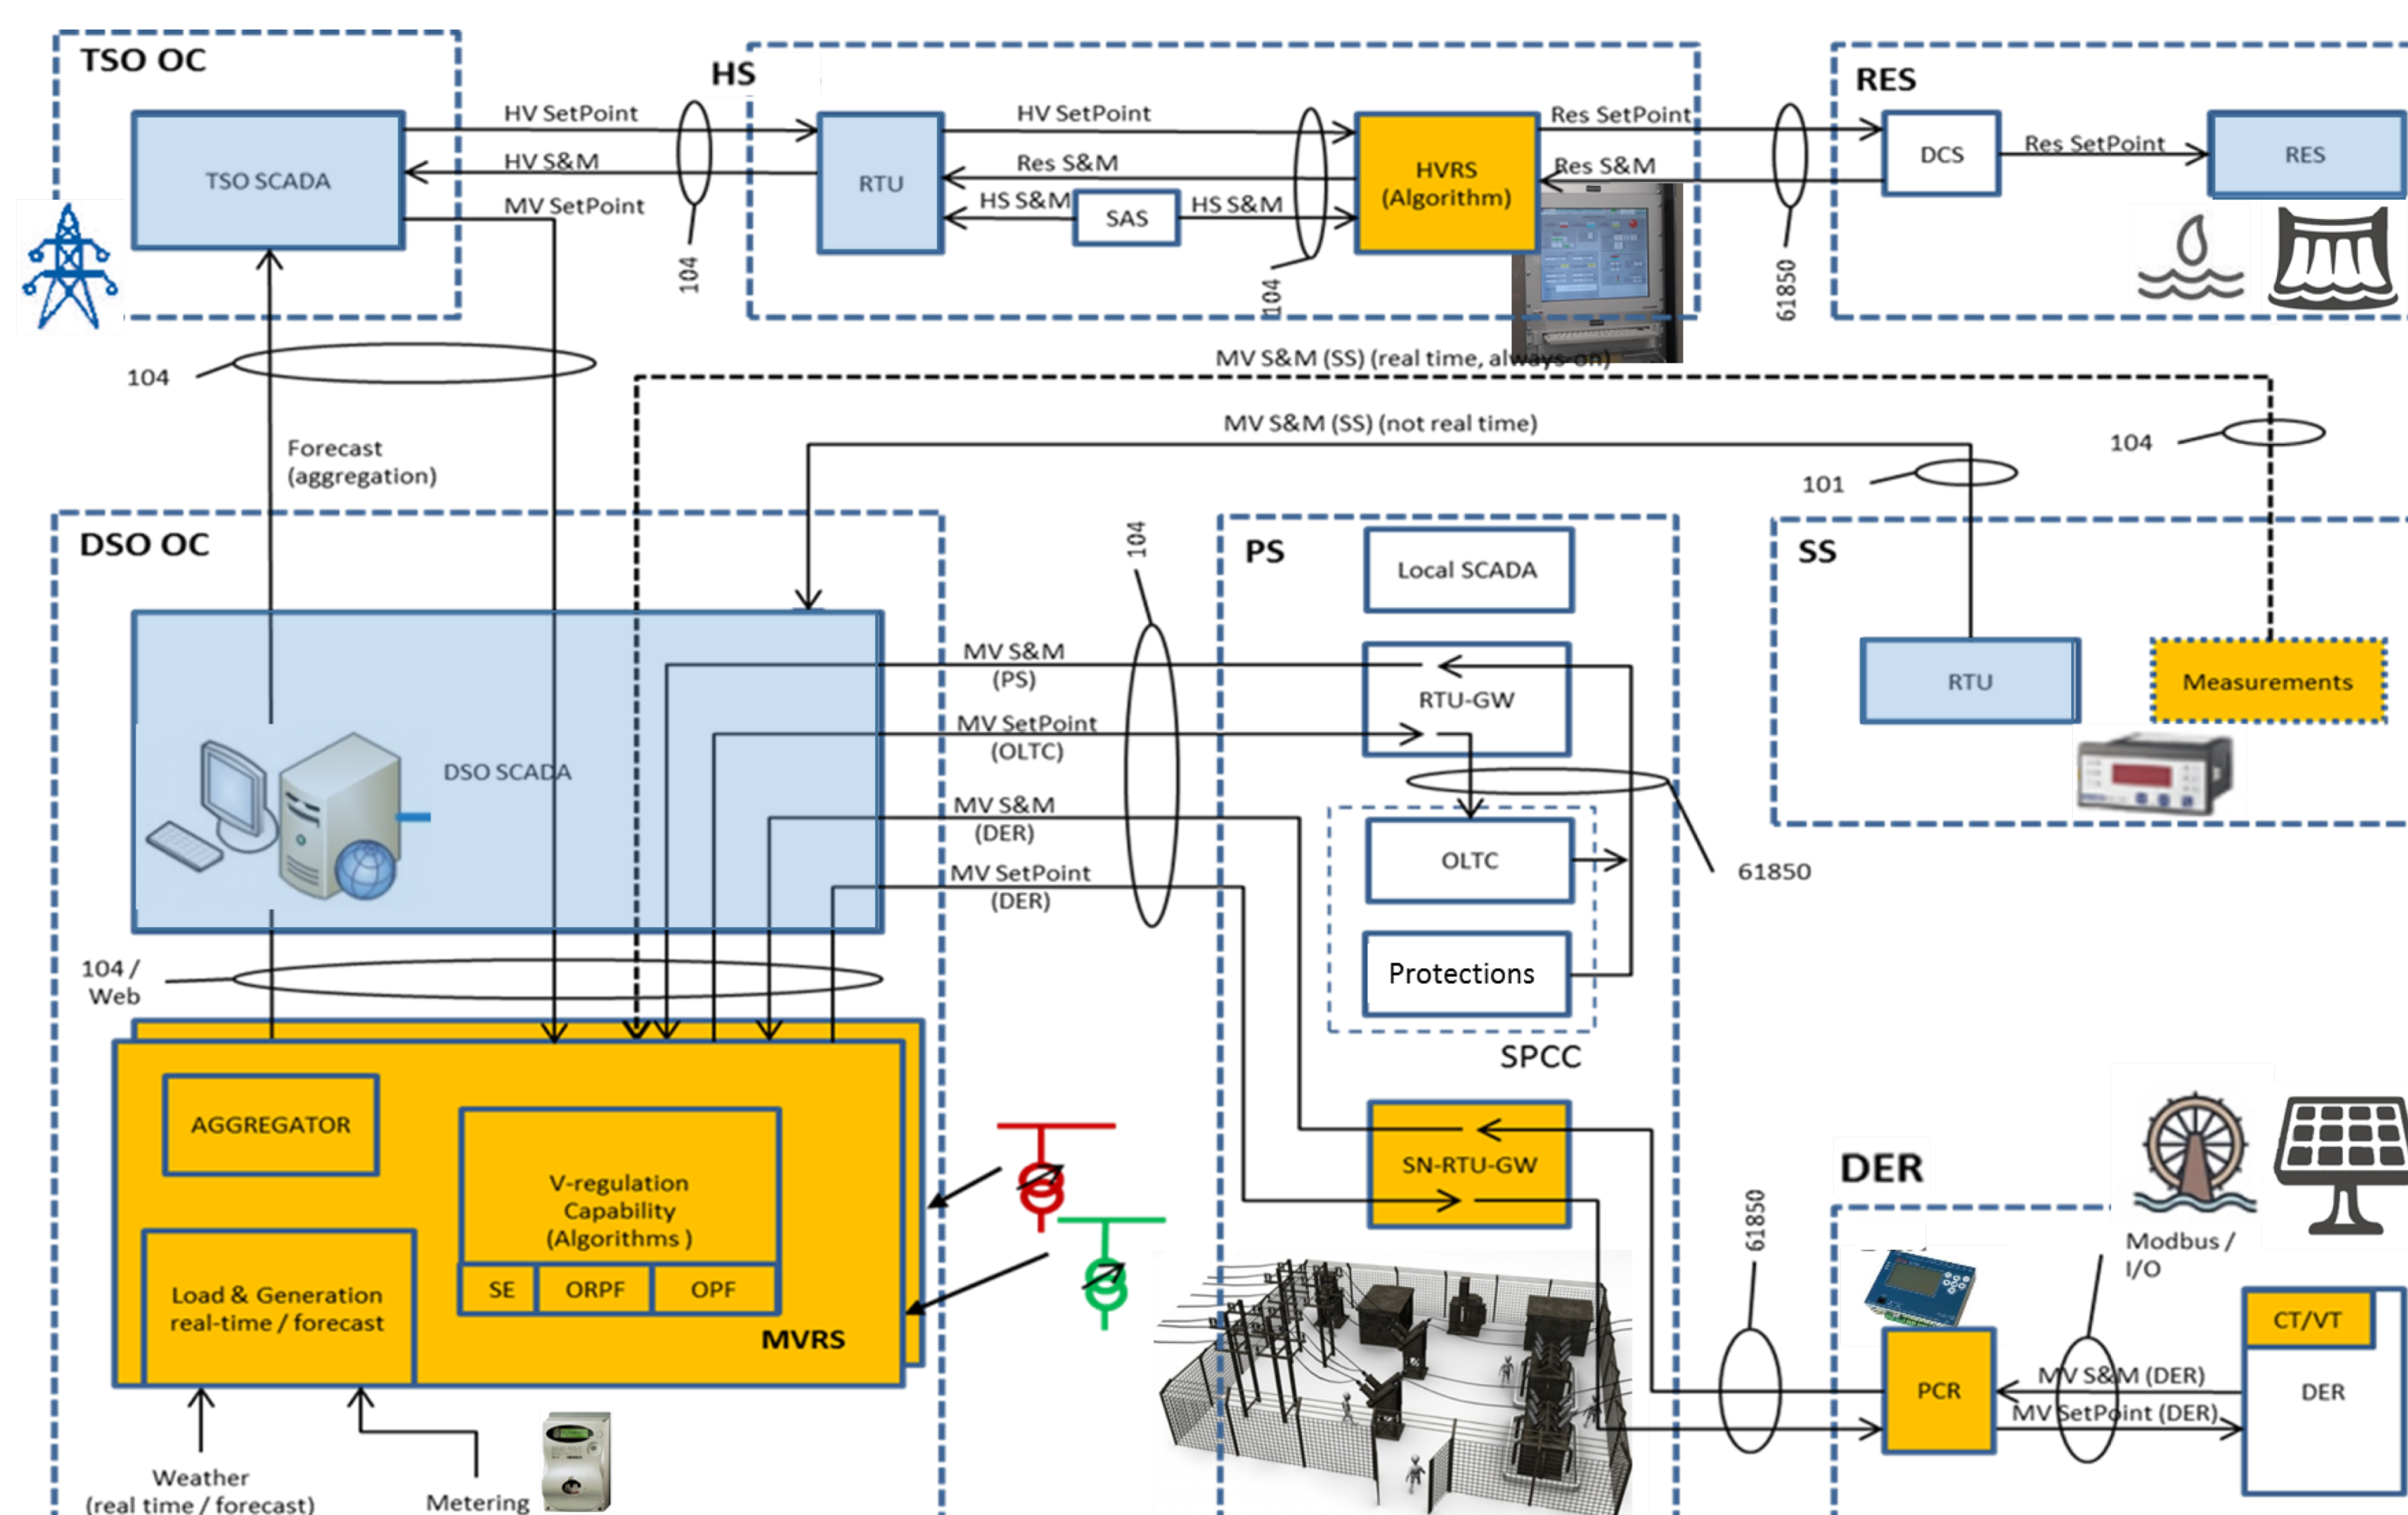 TSO OC
TSO SCADA
HV SetPoint
HV S&M
MV SetPoint
104
HS
RTU
HV SetPoint
Res S&M
HS S&M
SAS
HS S&M
104
HVRS
(Algorithm)
Res SetPoint
Res S&M
61850
RES
DCS
Res SetPoint
RES
104
Forecast
(aggregation)
MV S&M (SS) (real time, always-on)
MV S&M (SS) (not real time)
101
104
DSO OC
DSO SCADA
MV S&M
(PS)
MV SetPoint
(OLTC)
MV S&M
(DER)
MV SetPoint
(DER)
104
PS
Local SCADA
RTU-GW
OLTC
Protections
SPCC
61850
SN-RTU-GW
SS
RTU
Measurements
104 /
Web
AGGREGATOR
V-regulation
Capability
(Algorithms )
SE
ORPF
OPF
Load & Generation
real-time / forecast
MVRS
Weather
(real time / forecast)
Metering
61850
DER
Modbus /
I/O
PCR
MV S&M (DER)
MV SetPoint (DER)
CT/VT
DER